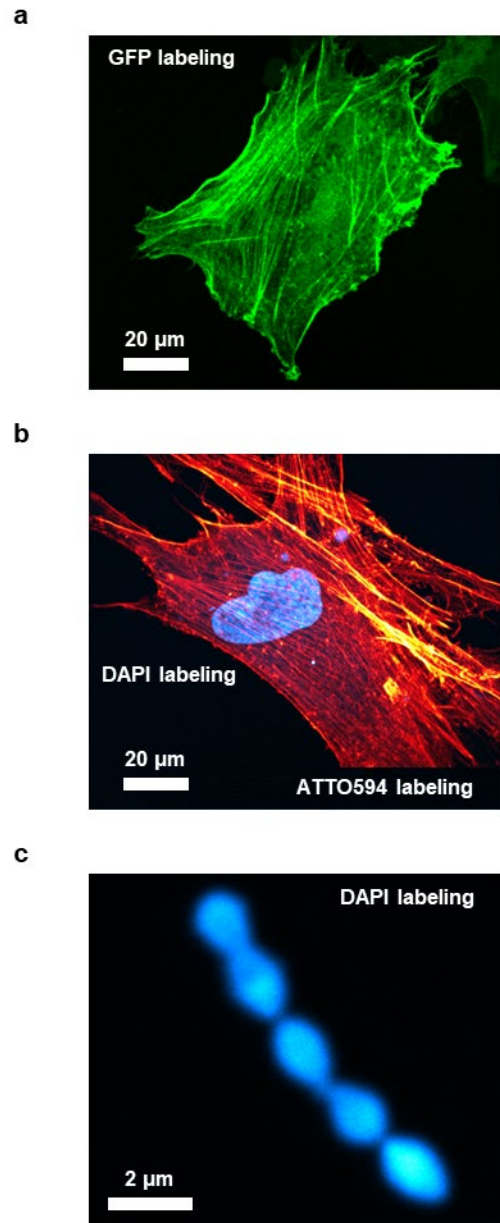 a
GFP labeling
20 µm
b
DAPI labeling
20 µm
ATTO594 labeling
c
DAPI labeling
2 µm